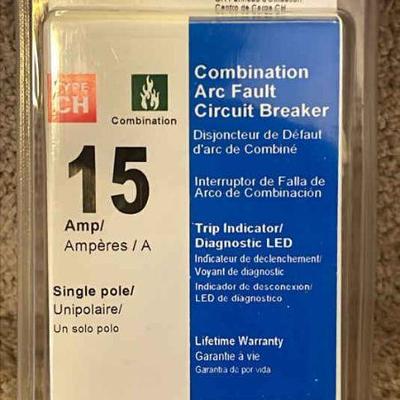 Centro de Carga CH
TYPE
CH
Combination
15
Amp/
Ampères / A
Single pole/
Unipolaire/
Un solo polo
Combination
Arc Fault
Circuit Breaker
Disjoncteur de Défaut
d'arc de Combiné
Interruptor de Falla de
Arco de Combinación
Trip Indicator/
Diagnostic LED
Indicateur de déclenchement/
Voyant de diagnostic
Indicador de desconexión/
LED de diagnóstico
Lifetime Warranty
Garantie à vie
Garantia de por vida